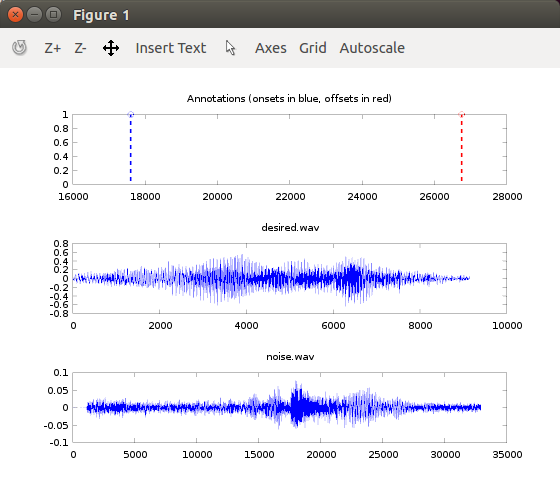 Figure 1
Z+ Z- Insert Text Axes Grid Autoscale
Annotations (onsets in blue, offsets in red)
1
0.8
0.6
0.4
0.2
0
16000 18000 20000 22000 24000 26000 28000
desired.wav
0.8
0.6
0.4
0.2
0
-0.2
-0.4
-0.6
-0.8
0 2000 4000 6000 8000 10000
noise.wav
0.1
0.05
0
-0.05
-0.1
0 5000 10000 15000 20000 25000 30000 35000